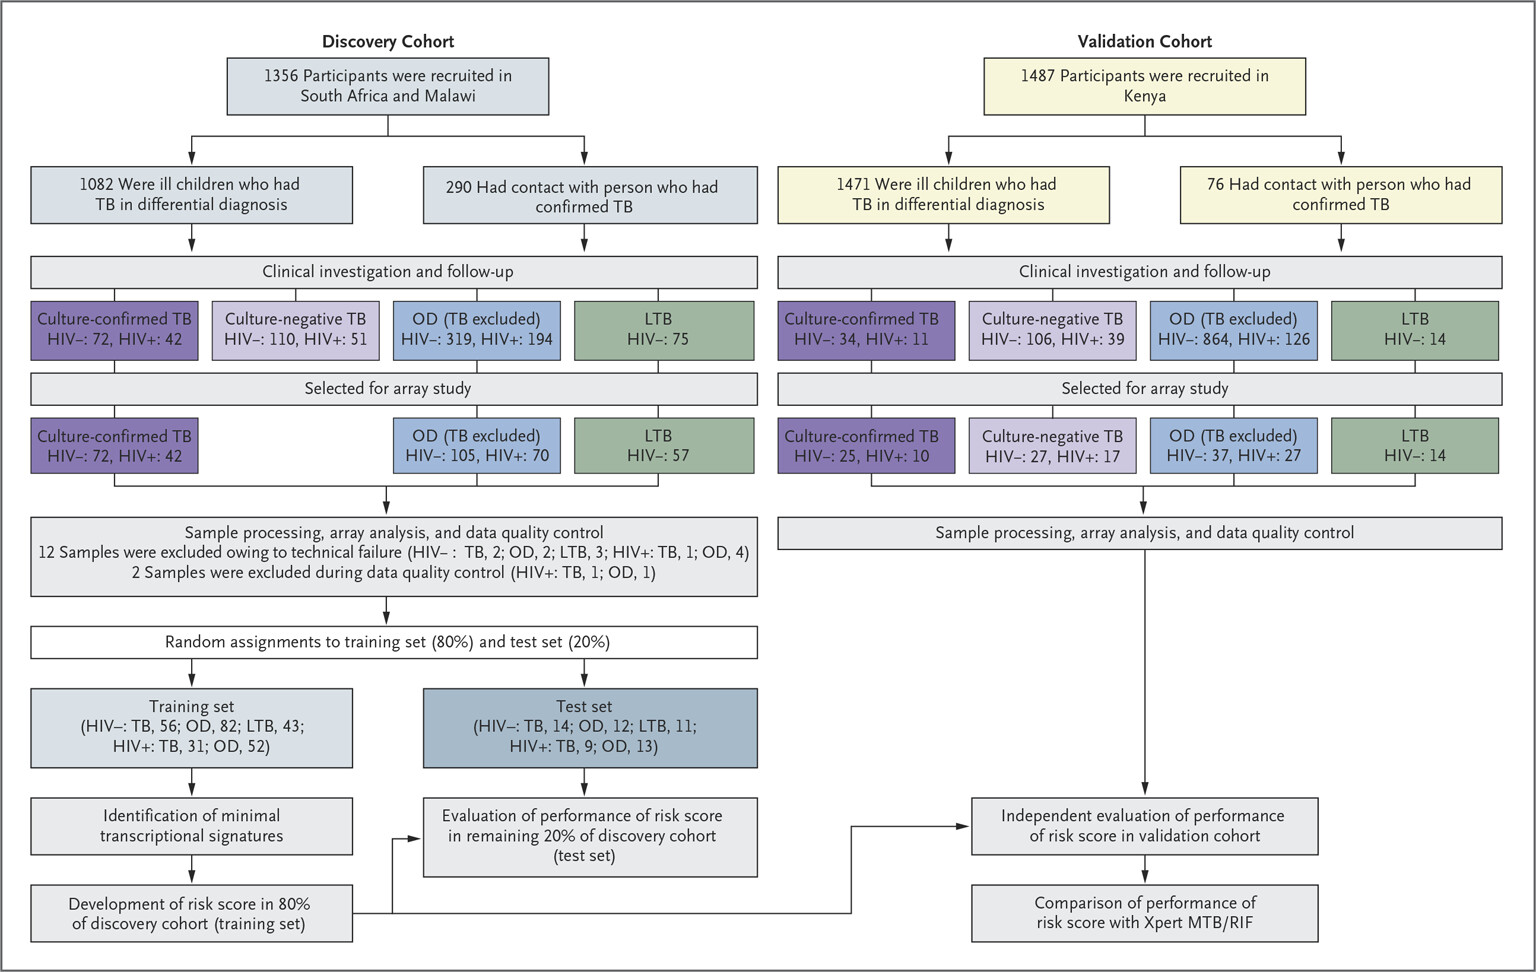 Discovery Cohort
1356 Participants were recruited in
South Africa and Malawi
1082 Were ill children who had
TB in differential diagnosis
290 Had contact with person who had
confirmed TB
Clinical investigation and follow-up
Culture-confirmed TB
HIV–: 72, HIV+: 42
Culture-negative TB
HIV–: 110, HIV+: 51
OD (TB excluded)
HIV–: 319, HIV+: 194
LTB
HIV–: 75
Selected for array study
Culture-confirmed TB
HIV–: 72, HIV+: 42
OD (TB excluded)
HIV–: 105, HIV+: 70
LTB
HIV–: 57
Sample processing, array analysis, and data quality control
12 Samples were excluded owing to technical failure (HIV– : TB, 2; OD, 2; LTB, 3; HIV+: TB, 1; OD, 4)
2 Samples were excluded during data quality control (HIV+: TB, 1; OD, 1)
Random assignments to training set (80%) and test set (20%)
Training set
(HIV–: TB, 56; OD, 82; LTB, 43;
HIV+: TB, 31; OD, 52)
Test set
(HIV–: TB, 14; OD, 12; LTB, 11;
HIV+: TB, 9; OD, 13)
Identification of minimal
transcriptional signatures
Evaluation of performance of risk score
in remaining 20% of discovery cohort
(test set)
Development of risk score in 80%
of discovery cohort (training set)
Validation Cohort
1487 Participants were recruited in
Kenya
1471 Were ill children who had
TB in differential diagnosis
76 Had contact with person who had
confirmed TB
Clinical investigation and follow-up
Culture-confirmed TB
HIV–: 34, HIV+: 11
Culture-negative TB
HIV–: 106, HIV+: 39
OD (TB excluded)
HIV–: 864, HIV+: 126
LTB
HIV–: 14
Selected for array study
Culture-confirmed TB
HIV–: 25, HIV+: 10
Culture-negative TB
HIV–: 27, HIV+: 17
OD (TB excluded)
HIV–: 37, HIV+: 27
LTB
HIV–: 14
Sample processing, array analysis, and data quality control
Independent evaluation of performance
of risk score in validation cohort
Comparison of performance of
risk score with Xpert MTB/RIF